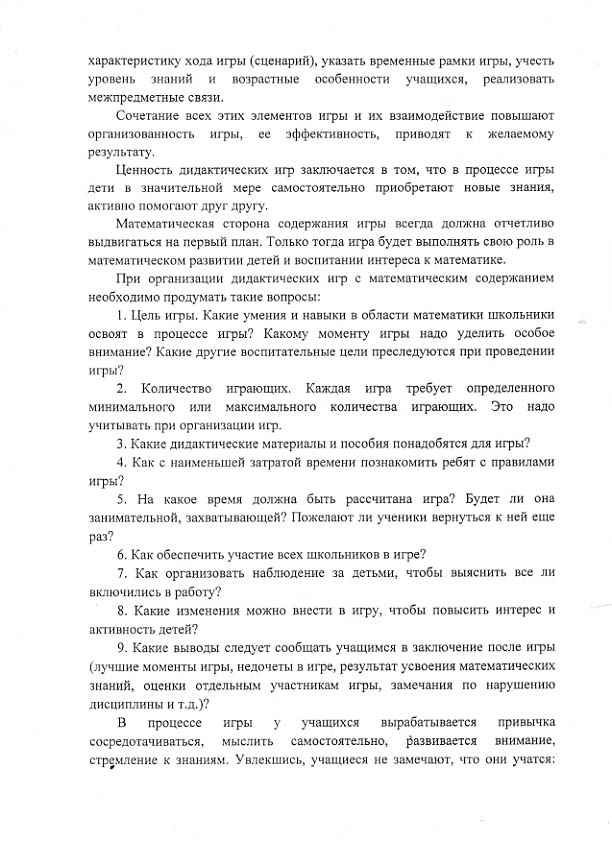 характеристику хода игры (сценарий), указать временные рамки игры, учесть
уровень знаний и возрастные особенности учащихся, реализовать
межпредметные связи.
Сочетание всех этих элементов игры и их взаимодействие повышают
организованность игры, ее эффективность, приводят к желаемому
результату.
Ценность дидактических игр заключается в том, что в процессе игры
дети в значительной мере самостоятельно приобретают новые знания,
активно помогают друг другу.
Математическая сторона содержания игры всегда должна отчетливо
выдвигаться на первый план. Только тогда игра будет выполнять свою роль в
математическом развитии детей и воспитании интереса к математике.
При организации дидактических игр с математическим содержанием
необходимо продумать такие вопросы:
1. Цель игры. Какие умения и навыки в области математики школьники
освоят в процессе игры? Какому моменту игры надо уделить особое
внимание? Какие другие воспитательные цели преследуются при проведении
игры?
2. Количество играющих. Каждая игра требует определенного
минимального или максимального количества играющих. Это надо
учитывать при организации игр.
3. Какие дидактические материалы и пособия понадобятся для игры?
4. Как с наименьшей затратой времени познакомить ребят с правилами
игры?
5. На какое время должна быть рассчитана игра? Будет ли она
занимательной, захватывающей? Пожелают ли ученики вернуться к ней еще
раз?
6. Как обеспечить участие всех школьников в игре?
7. Как организовать наблюдение за детьми, чтобы выяснить все ли
включились в работу?
8. Какие изменения можно внести в игру, чтобы повысить интерес и
активность детей?
9. Какие выводы следует сообщать учащимся в заключение после игры
(лучшие моменты игры, недочеты в игре, результат усвоения математических
знаний, оценки отдельным участникам игры, замечания по нарушению
дисциплины и т.д.)?
В процессе игры у учащихся вырабатывается привычка
сосредотачиваться, мыслить самостоятельно, развивается внимание,
стремление к знаниям. Увлекшись, учащиеся не замечают, что они учатся: